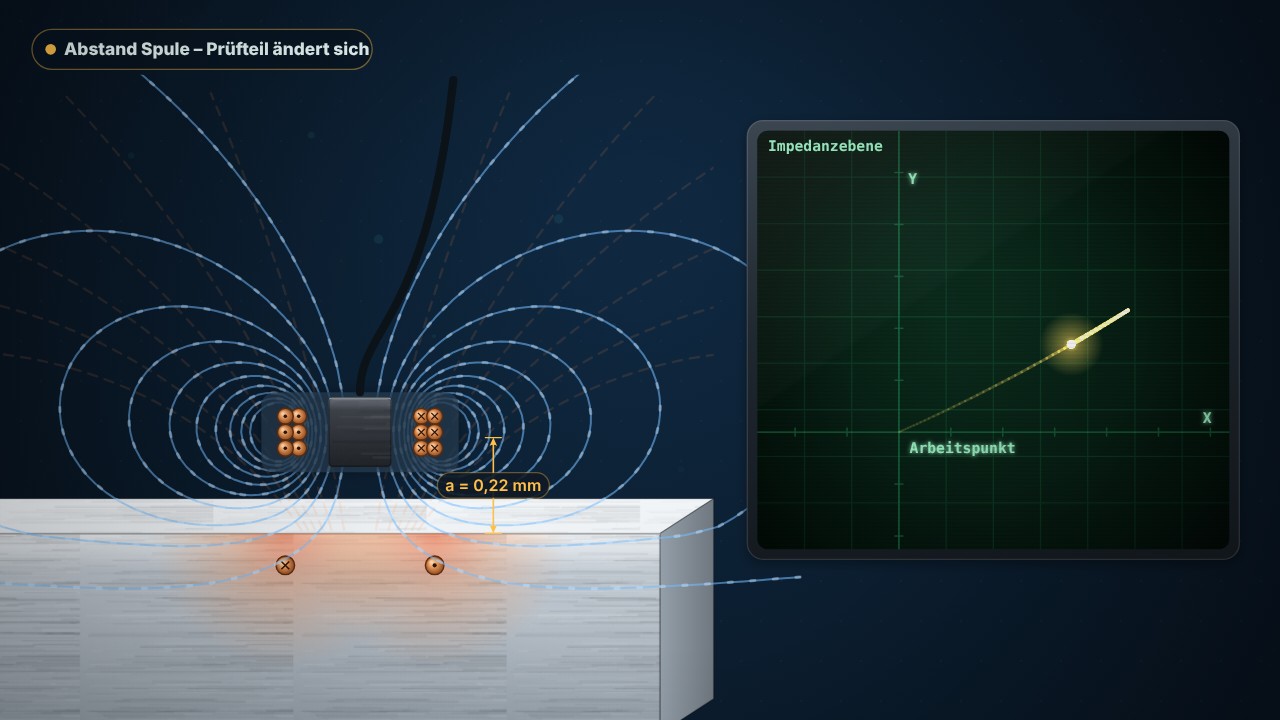 Abstand Spule – Prüfteil ändert sich
Impedanzebene
Y
X
Arbeitspunkt
a = 0,22 mm